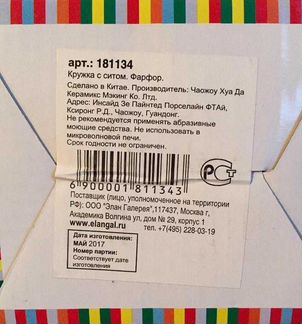 арт.: 181134
Кружка с ситом. Фарфор.
Сделано в Китае. Производитель: Чаожоу Хуа Да
Керамикс Мэкинг Ко. Лтд.
Адрес: Инсайд Зе Пайнтед Порселайн ФТАЙ,
Ксиронг Р.Д., Чаожоу, Гуандонг.
Не рекомендуется применять абразивные
моющие средства. Не использовать в
микроволновой печи.
Срок годности не ограничен.
6 900001 811343
РСТ
Поставщик (лицо, уполномоченное на территории
РФ): ООО "Элан Галерея",117437, Москва г,
Академика Волгина ул, дом № 29, корпус 1
www.elangal.ru тел. +7(495) 228-03-19
Дата изготовления:
МАЙ 2017
Номер партии:
Соответствует дате
изготовления